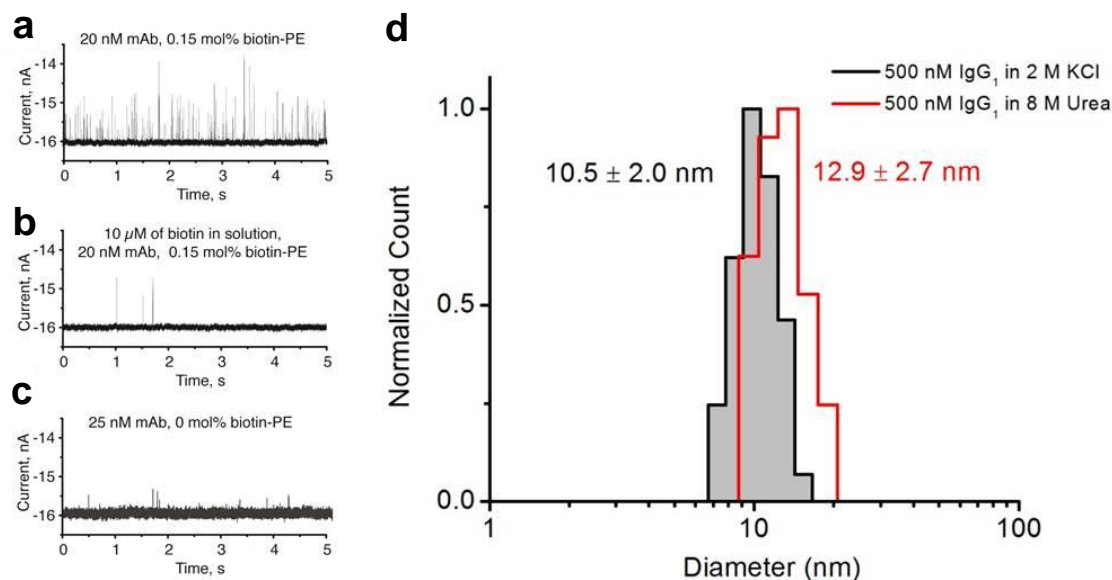 a
20 nM mAb, 0.15 mol% biotin-PE
Current, nA
-14
-15
-16
0 1 2 3 4 5
Time, s
b
10 µM of biotin in solution,
20 nM mAb, 0.15 mol% biotin-PE
Current, nA
-14
-15
-16
0 1 2 3 4 5
Time, s
c
25 nM mAb, 0 mol% biotin-PE
Current, nA
-14
-15
-16
0 1 2 3 4 5
Time, s
d
500 nM IgG₁ in 2 M KCl
500 nM IgG₁ in 8 M Urea
10.5 ± 2.0 nm
12.9 ± 2.7 nm
Normalized Count
1.0
0.5
0.0
1 10 100
Diameter (nm)